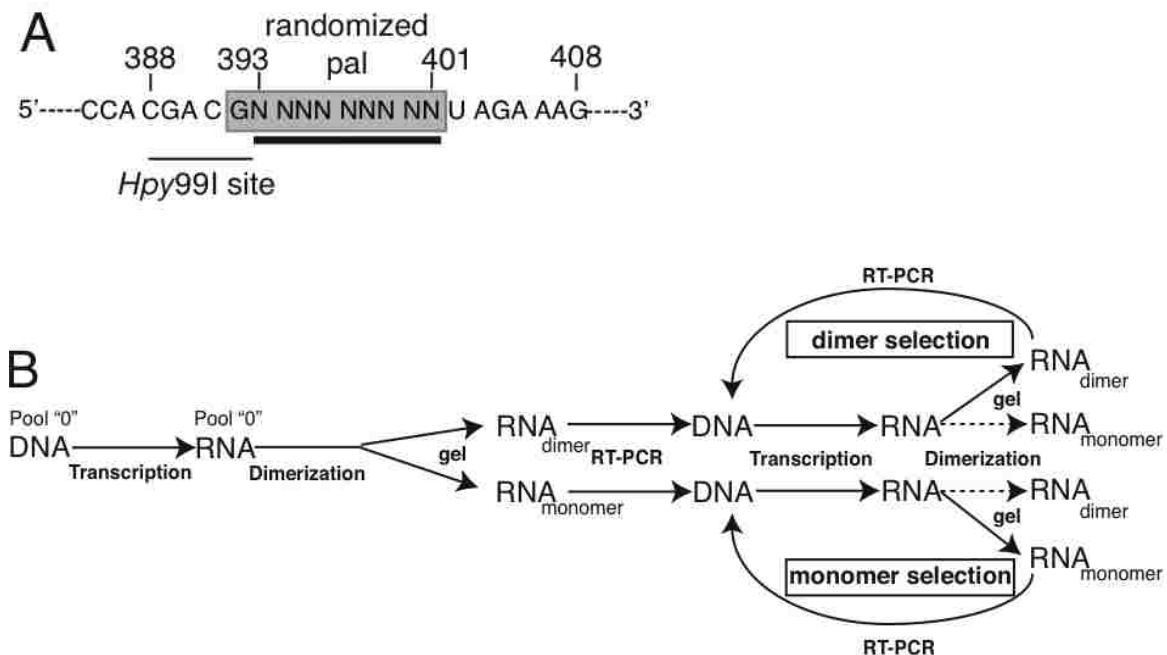 A
randomized
pal
388 393 401 408
5'-----CCA CGAC GN NNN NNN NN U AGA AAG-----3'
Hpy99I site
RT-PCR
dimer selection
B
RNA dimer
gel
Pool “0” Pool “0”
DNA RNA RNA dimer DNA RNA RNA monomer
Transcription Dimerization gel RT-PCR Transcription Dimerization
RNA monomer DNA RNA RNA dimer
gel
RNA monomer
monomer selection
RT-PCR